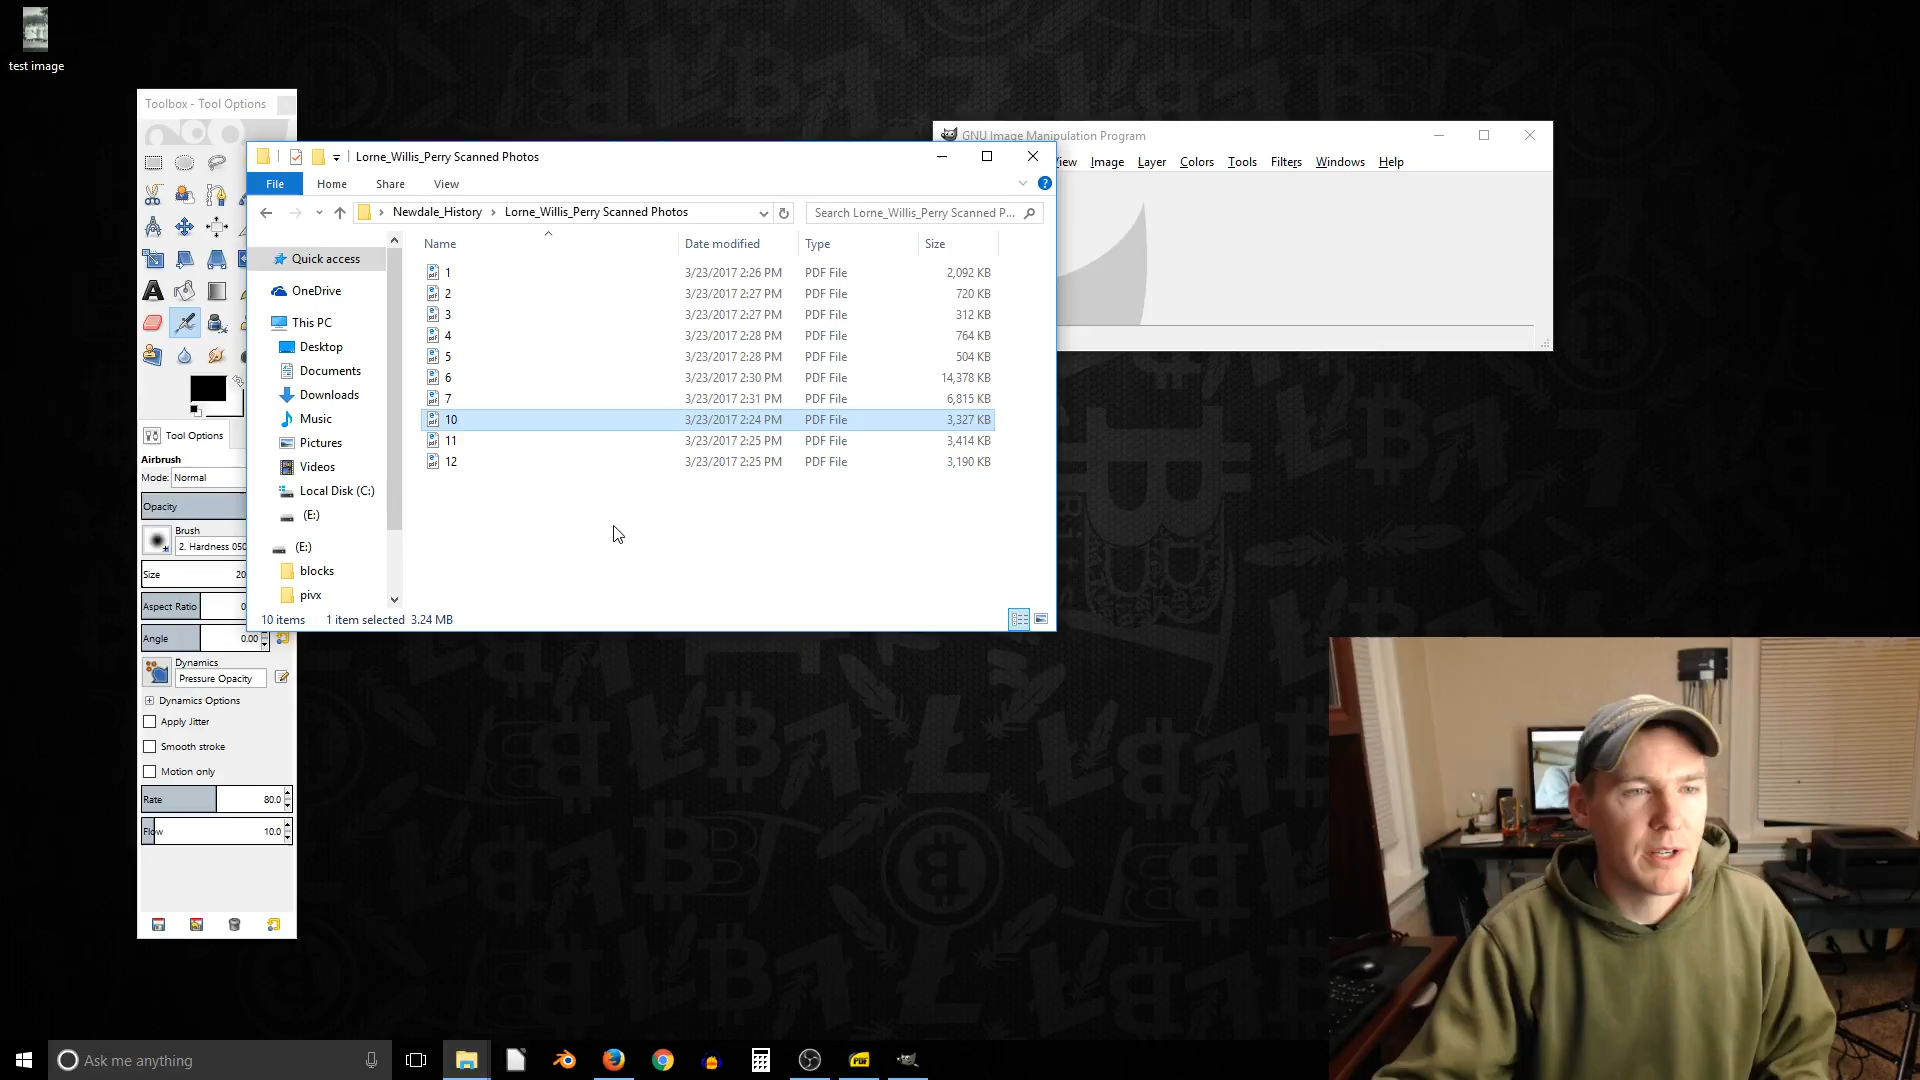 test image
Toolbox - Tool Options
GNU Image Manipulation Program
Lorne_Willis_Perry Scanned Photos
View Image Layer Colors Tools Filters Windows Help
File Home Share View
Newdale_History > Lorne_Willis_Perry Scanned Photos
Search Lorne_Willis_Perry Scanned P...
Name Date modified Type Size
Quick access
OneDrive
This PC
Desktop
Documents
Downloads
Music
Pictures
Videos
Local Disk (C:)
(E:)
(E:)
blocks
pivx
1 3/23/2017 2:26 PM PDF File 2,092 KB
2 3/23/2017 2:27 PM PDF File 720 KB
3 3/23/2017 2:27 PM PDF File 312 KB
4 3/23/2017 2:28 PM PDF File 764 KB
5 3/23/2017 2:28 PM PDF File 504 KB
6 3/23/2017 2:30 PM PDF File 14,378 KB
7 3/23/2017 2:31 PM PDF File 6,815 KB
10 3/23/2017 2:24 PM PDF File 3,327 KB
11 3/23/2017 2:25 PM PDF File 3,414 KB
12 3/23/2017 2:25 PM PDF File 3,190 KB
10 items 1 item selected 3.24 MB
Tool Options
Airbrush
Mode: Normal
Opacity
Brush
2. Hardness 050
Size 20
Aspect Ratio 0
Angle 0.00
Dynamics
Pressure Opacity
Dynamics Options
Apply Jitter
Smooth stroke
Motion only
Rate 80.0
Flow 10.0
Ask me anything
PDF